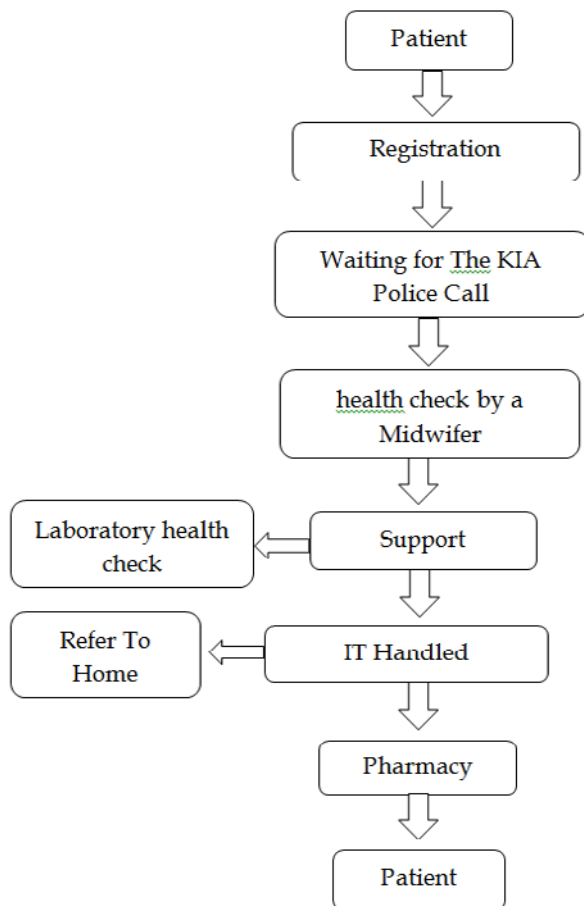 Patient
Registration
Waiting for The KIA
Police Call
health check by a
Midwifer
Laboratory health
check
Support
Refer To
Home
IT Handled
Pharmacy
Patient